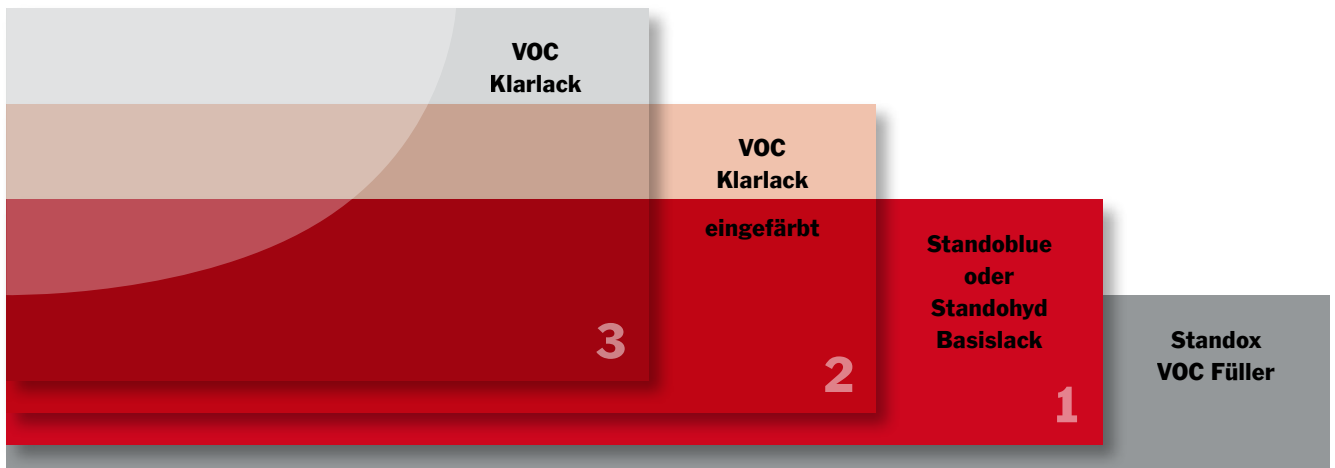 VOC
Klarlack
VOC
Klarlack
eingefärbt
Standoblue
oder
Standohyd
Basislack
Standox
VOC Füller
3
2
1